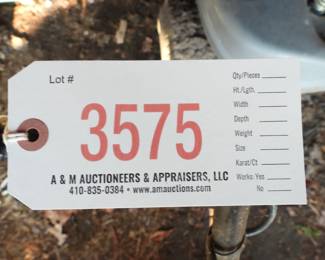 Lot #
3575
A & M AUCTIONEERS & APPRAISERS, LLC
410-835-0384 • www.amauctions.com
Qty/Pieces
Ht./Lgth.
Width
Depth
Weight
Size
Karat/Ct
Works: Yes
No